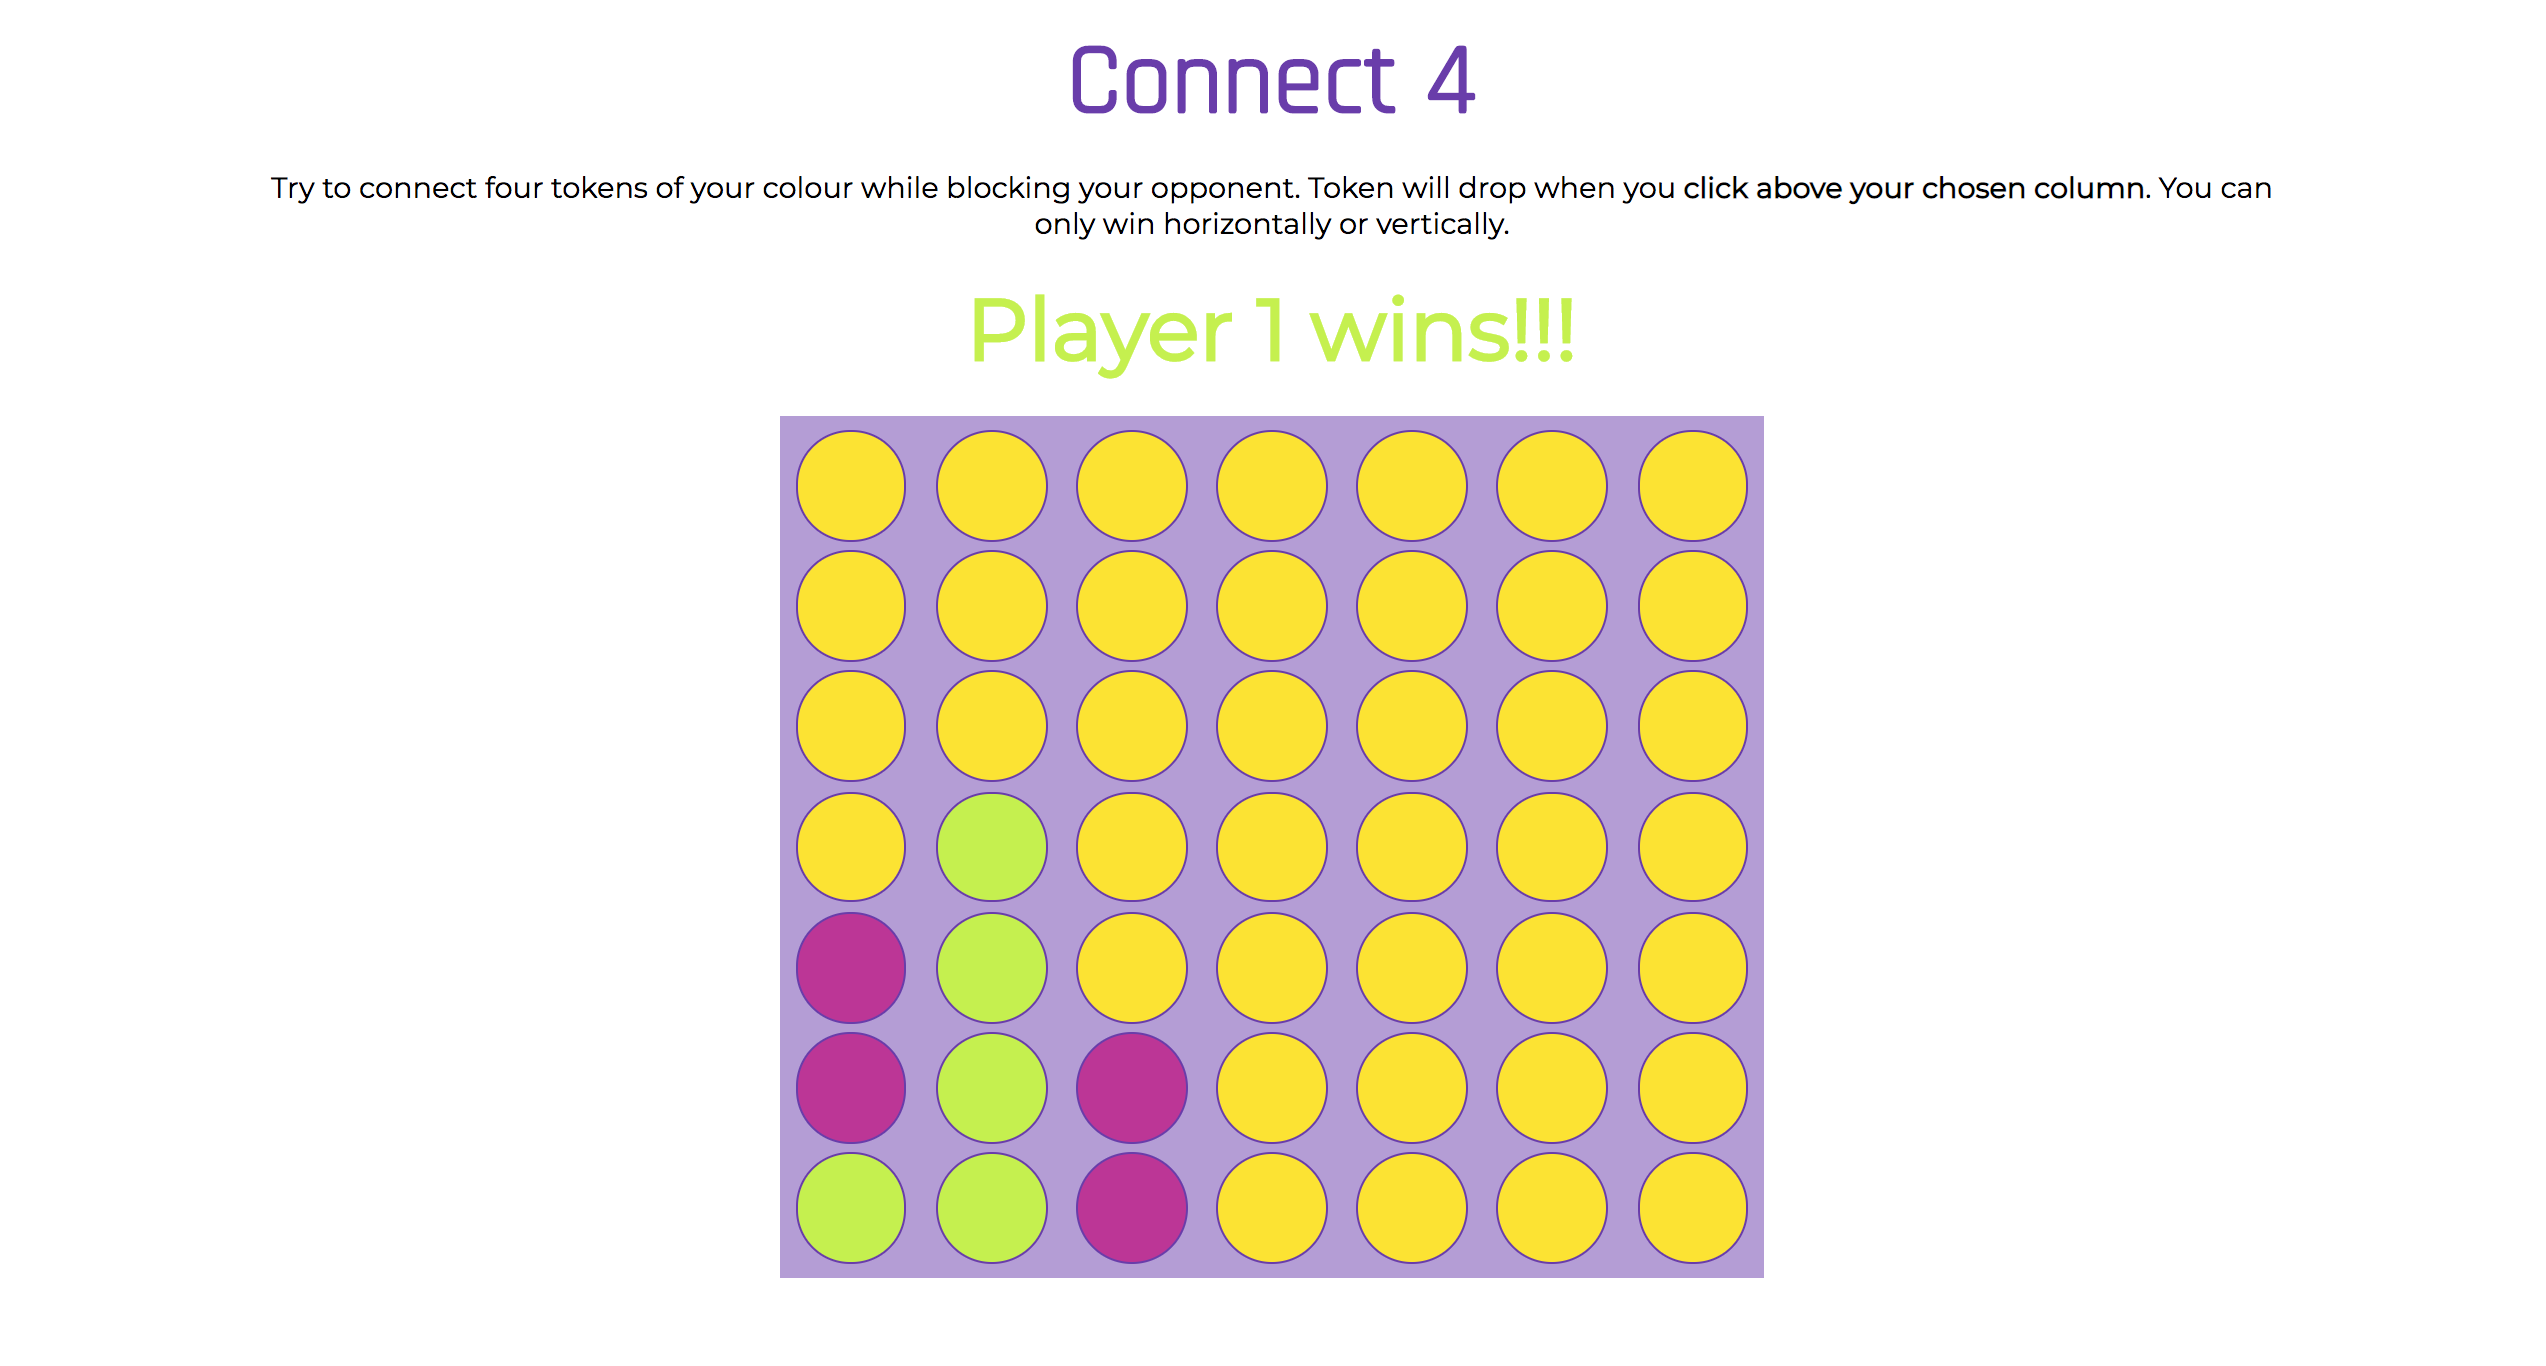 Connect 4
Try to connect four tokens of your colour while blocking your opponent. Token will drop when you click above your chosen column. You can
only win horizontally or vertically.
Player 1 wins!!!